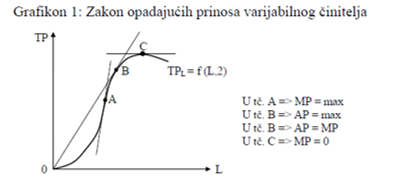 Grafikon 1: Zakon opadajućih prinosa varijabilnog činitelja
TP
C
B
TPL = f (L,2)
A
U tč. A => MP = max
U tč. B => AP = max
U tč. B => AP = MP
U tč. C => MP = 0
0
L